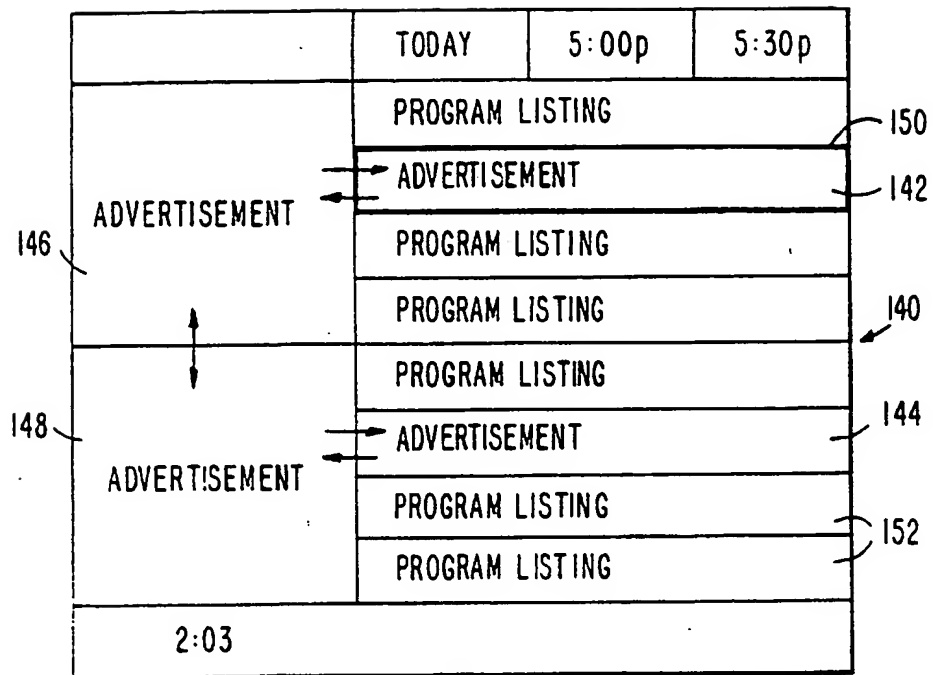 TODAY 5:00p 5:30p
PROGRAM LISTING
150
ADVERTISEMENT
142
ADVERTISEMENT
146
PROGRAM LISTING
PROGRAM LISTING
140
PROGRAM LISTING
148
ADVERTISEMENT
144
ADVERTISEMENT
PROGRAM LISTING
152
PROGRAM LISTING
2:03